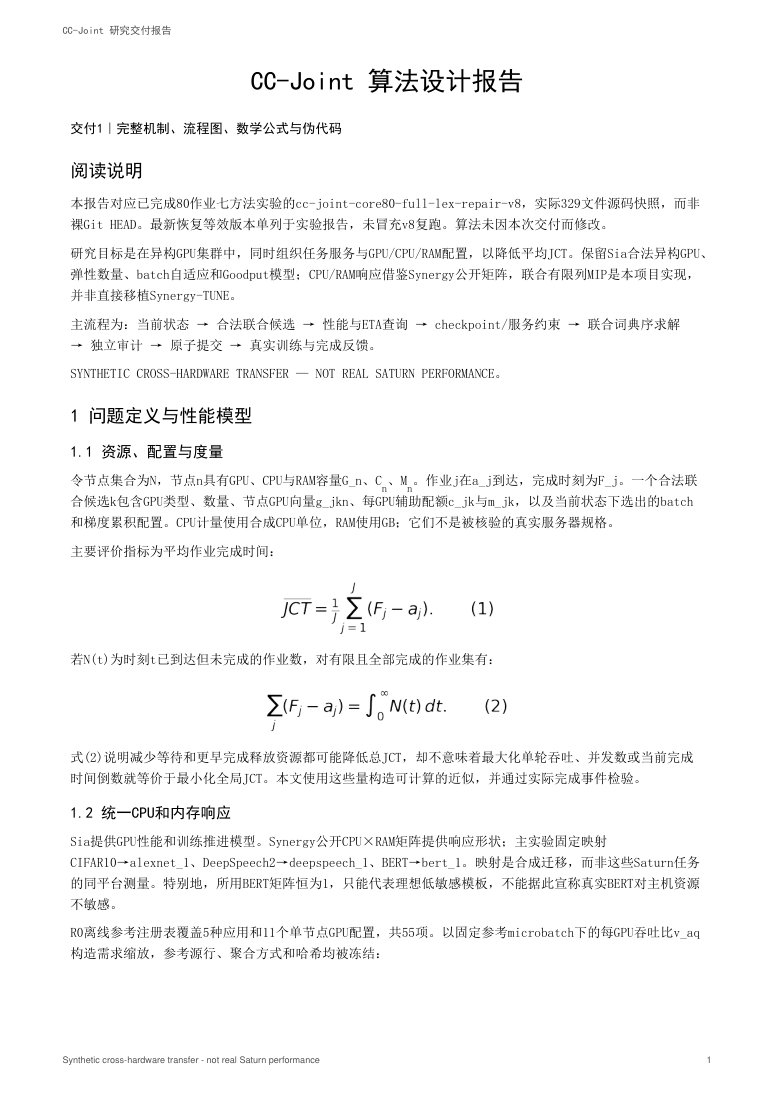 CC-Joint 研究交付报告
CC-Joint 算法设计报告
交付1｜完整机制、流程图、数学公式与伪代码
阅读说明
本报告对应已完成80作业七方法实验的cc-joint-core80-full-lex-repair-v8，实际329文件源码快照，而非
裸Git HEAD。最新恢复等效版本单列于实验报告，未冒充v8复跑。算法未因本次交付而修改。
研究目标是在异构GPU集群中，同时组织任务服务与GPU/CPU/RAM配置，以降低平均JCT。保留Sia合法异构GPU、
弹性数量、batch自适应和Goodput模型；CPU/RAM响应借鉴Synergy公开矩阵，联合有限列MIP是本项目实现，
并非直接移植Synergy-TUNE。
主流程为：当前状态 → 合法联合候选 → 性能与ETA查询 → checkpoint/服务约束 → 联合词典序求解
→ 独立审计 → 原子提交 → 真实训练与完成反馈。
SYNTHETIC CROSS-HARDWARE TRANSFER — NOT REAL SATURN PERFORMANCE。
1 问题定义与性能模型
1.1 资源、配置与度量
令节点集合为N，节点n具有GPU、CPU与RAM容量G_n、C_n、M_n。作业j在a_j到达，完成时刻为F_j。一个合法联
合候选k包含GPU类型、数量、节点GPU向量g_jkn、每GPU辅助配额c_jk与m_jk，以及当前状态下选出的batch
和梯度累积配置。CPU计量使用合成CPU单位，RAM使用GB；它们不是被核验的真实服务器规格。
主要评价指标为平均作业完成时间：
$\overline{JCT} = \frac{1}{J} \sum_{j=1}^{J} (F_j - a_j).$ (1)
若N(t)为时刻t已到达但未完成的作业数，对有限且全部完成的作业集有：
$\sum_j (F_j - a_j) = \int_0^\infty N(t)\,dt.$ (2)
式(2)说明减少等待和更早完成释放资源都可能降低总JCT，却不意味着最大化单轮吞吐、并发数或当前完成
时间倒数就等价于最小化全局JCT。本文使用这些量构造可计算的近似，并通过实际完成事件检验。
1.2 统一CPU和内存响应
Sia提供GPU性能和训练推进模型。Synergy公开CPU×RAM矩阵提供响应形状；主实验固定映射
CIFAR10→alexnet_1、DeepSpeech2→deepspeech_1、BERT→bert_1。映射是合成迁移，而非这些Saturn任务
的同平台测量。特别地，所用BERT矩阵恒为1，只能代表理想低敏感模板，不能据此宣称真实BERT对主机资源
不敏感。
R0离线参考注册表覆盖5种应用和11个单节点GPU配置，共55项。以固定参考microbatch下的每GPU吞吐比v_aq
构造需求缩放，参考源行、聚合方式和哈希均被冻结：
Synthetic cross-hardware transfer - not real Saturn performance
1